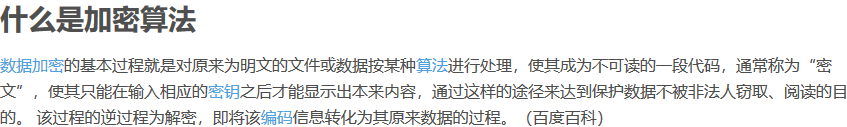 什么是加密算法
数据加密的基本过程就是对原来为明文的文件或数据按某种算法进行处理，使其成为不可读的一段代码，通常称为“密
文”，使其只能在输入相应的密钥之后才能显示出本来内容，通过这样的途径来达到保护数据不被非法人窃取、阅读的目
的。 该过程的逆过程为解密，即将该编码信息转化为其原来数据的过程。（百度百科）